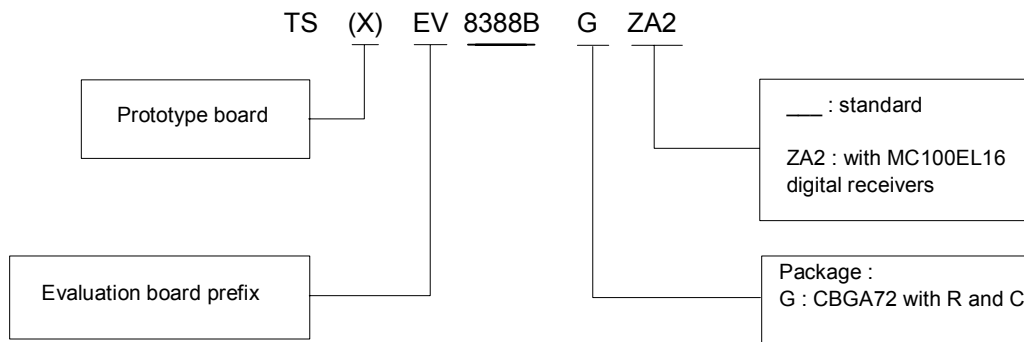 TS (X) EV 8388B G ZA2
Prototype board
___ : standard
ZA2 : with MC100EL16
digital receivers
Evaluation board prefix
Package :
G : CBGA72 with R and C